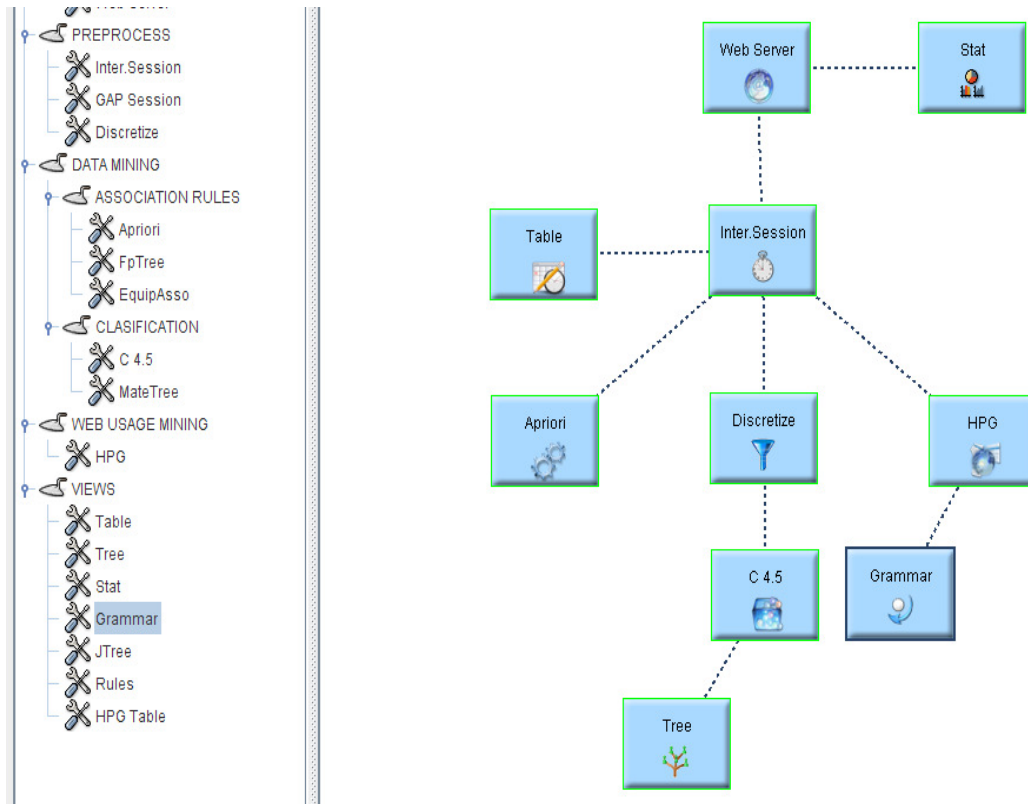 Web Server
PREPROCESS
Inter.Session
GAP Session
Discretize
DATA MINING
ASSOCIATION RULES
Apriori
FpTree
EquipAsso
CLASIFICATION
C 4.5
MateTree
WEB USAGE MINING
HPG
VIEWS
Table
Tree
Stat
Grammar
JTree
Rules
HPG Table
Web Server
Stat
Table
Inter.Session
Apriori
Discretize
HPG
C 4.5
Grammar
Tree